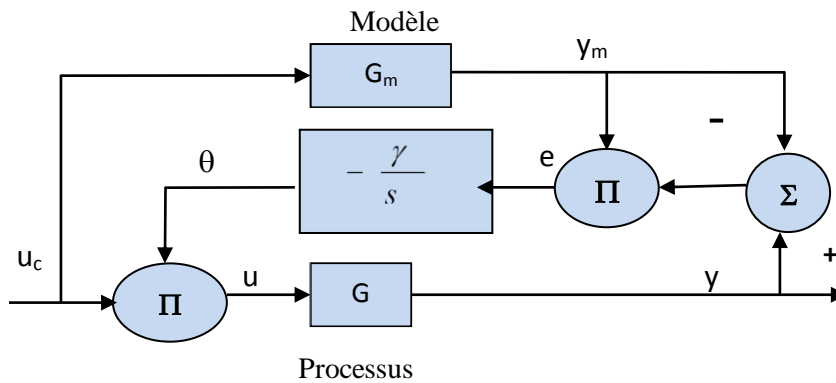 Modèle
G_m
y_m
-
θ
- γ/s
e
Π
Σ
u_c
+
Π
u
G
y
Processus